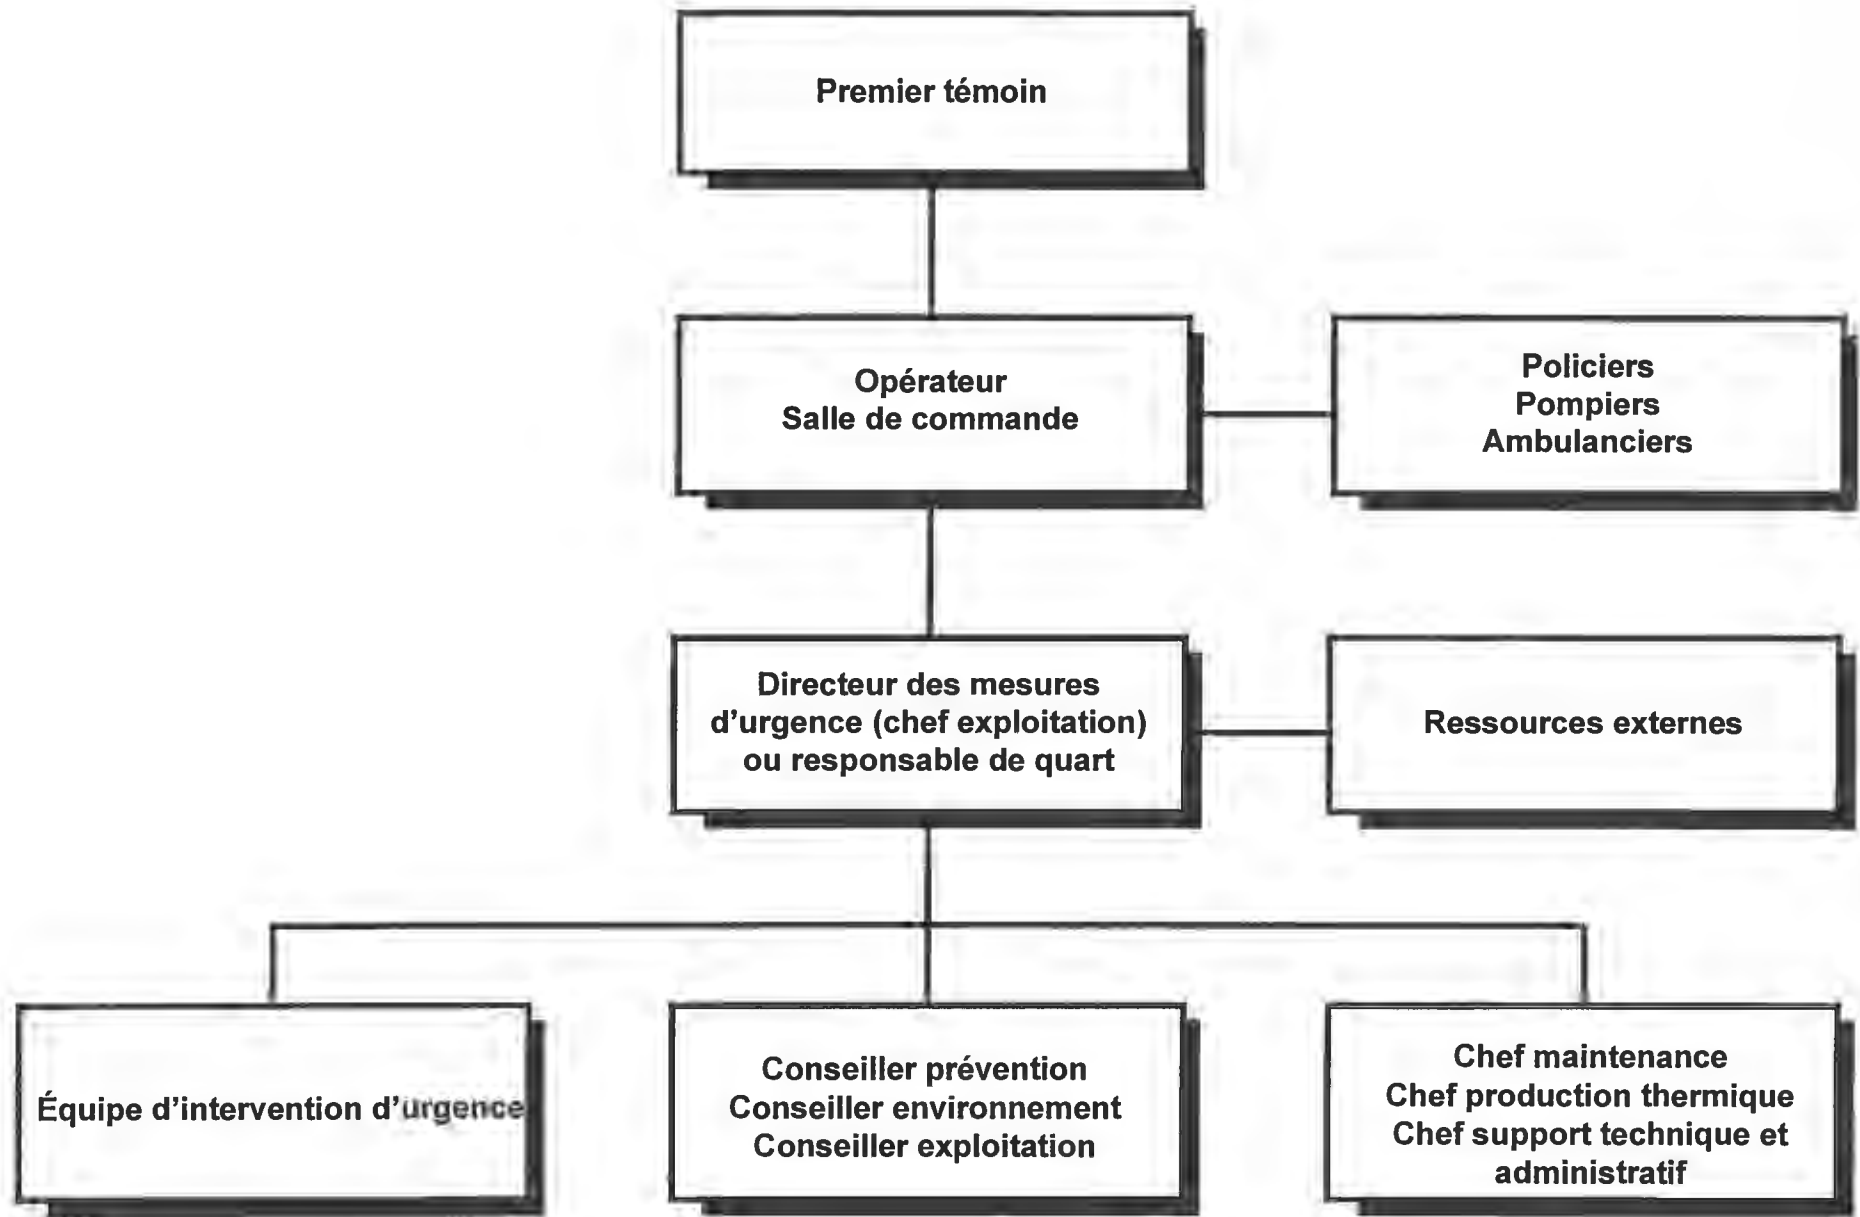 Premier témoin
Opérateur
Salle de commande
Policiers
Pompiers
Ambulanciers
Directeur des mesures
d'urgence (chef exploitation)
ou responsable de quart
Ressources externes
Équipe d'intervention d'urgence
Conseiller prévention
Conseiller environnement
Conseiller exploitation
Chef maintenance
Chef production thermique
Chef support technique et
administratif